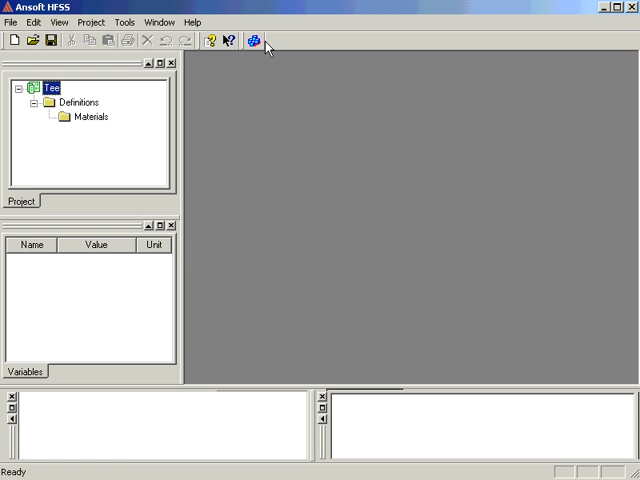 Ansoft HFSS
File Edit View Project Tools Window Help
Tee
Definitions
Materials
Project
Name Value Unit
Variables
Ready